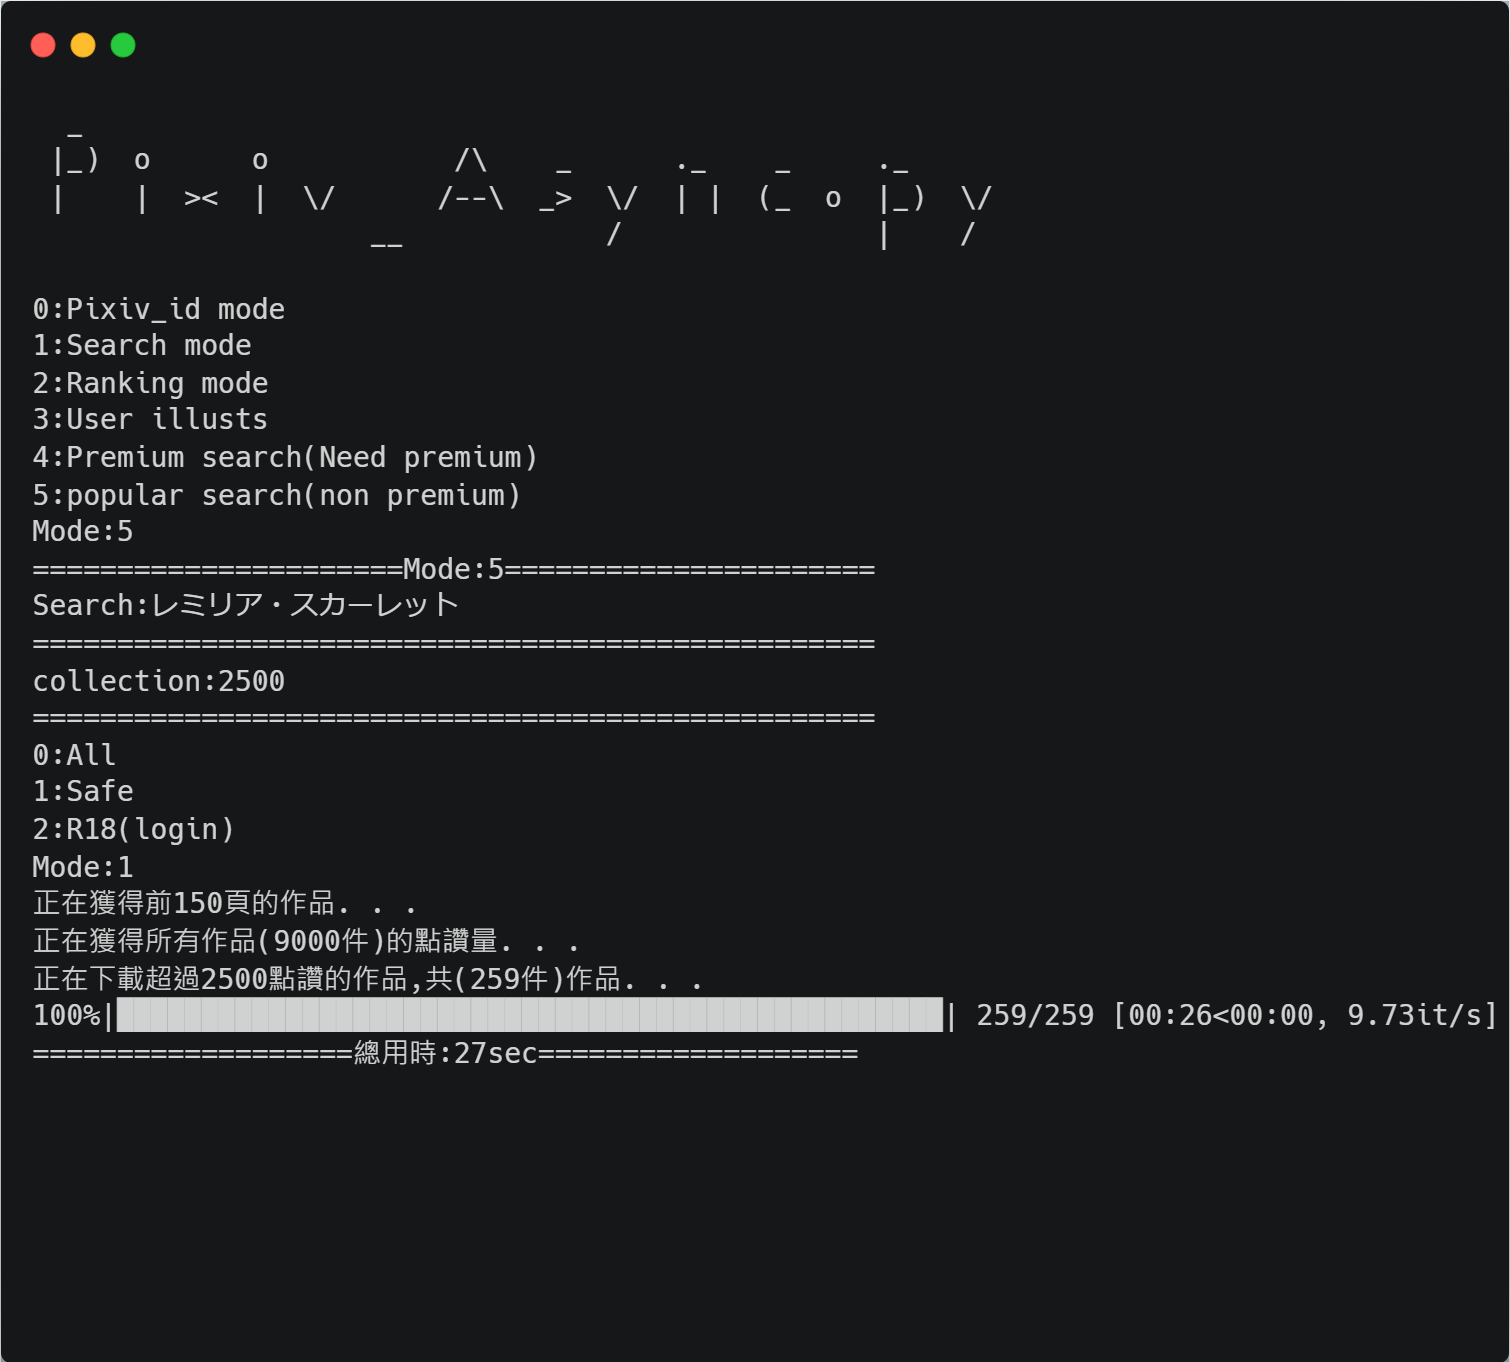 _
 |_)  o      o           /\    _      ._    _     ._
 |    |  ><  |  \/      /--\  _>  \/  | |  (_  o  |_)  \/
                    __            /               |    /
0:Pixiv_id mode
1:Search mode
2:Ranking mode
3:User illusts
4:Premium search(Need premium)
5:popular search(non premium)
Mode:5
======================Mode:5======================
Search:レミリア・スカーレット
==================================================
collection:2500
==================================================
0:All
1:Safe
2:R18(login)
Mode:1
正在獲得前150頁的作品. . .
正在獲得所有作品(9000件)的點讚量. . .
正在下載超過2500點讚的作品,共(259件)作品. . .
100%|█████████████████████████████████████████████████| 259/259 [00:26<00:00, 9.73it/s]
===================總用時:27sec===================